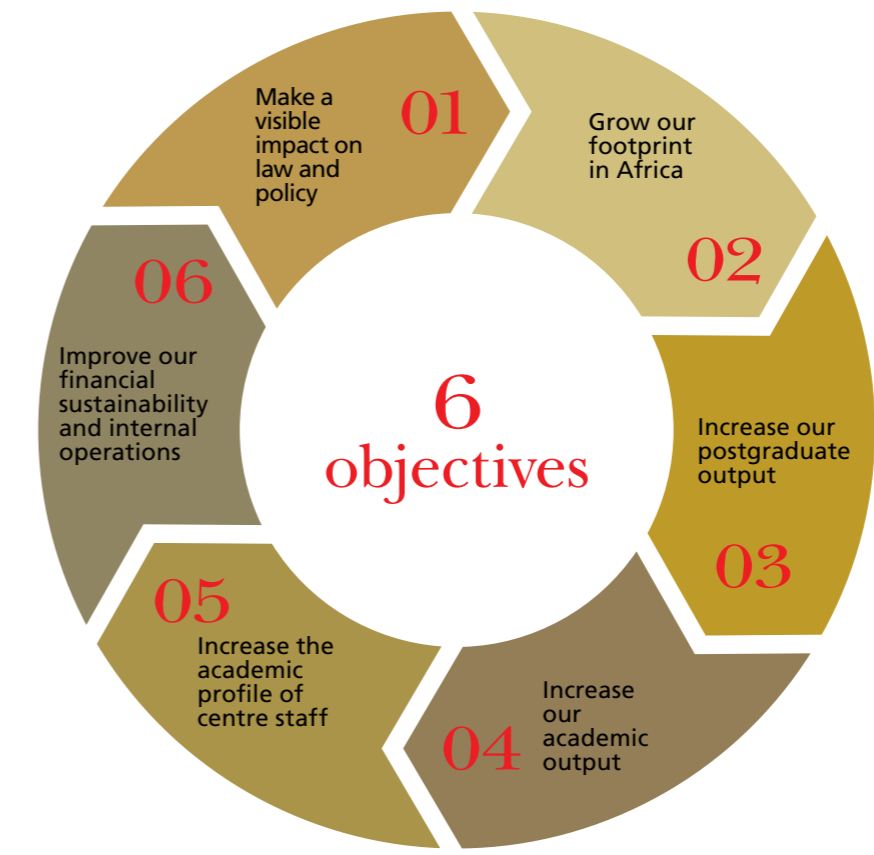 01
Make a
visible
impact on
law and
policy
Grow our
footprint
in Africa
02
Increase our
postgraduate
output
03
Increase
our
academic
output
04
05
Increase the
academic
profile of
centre staff
06
Improve our
financial
sustainability
and internal
operations
6
objectives